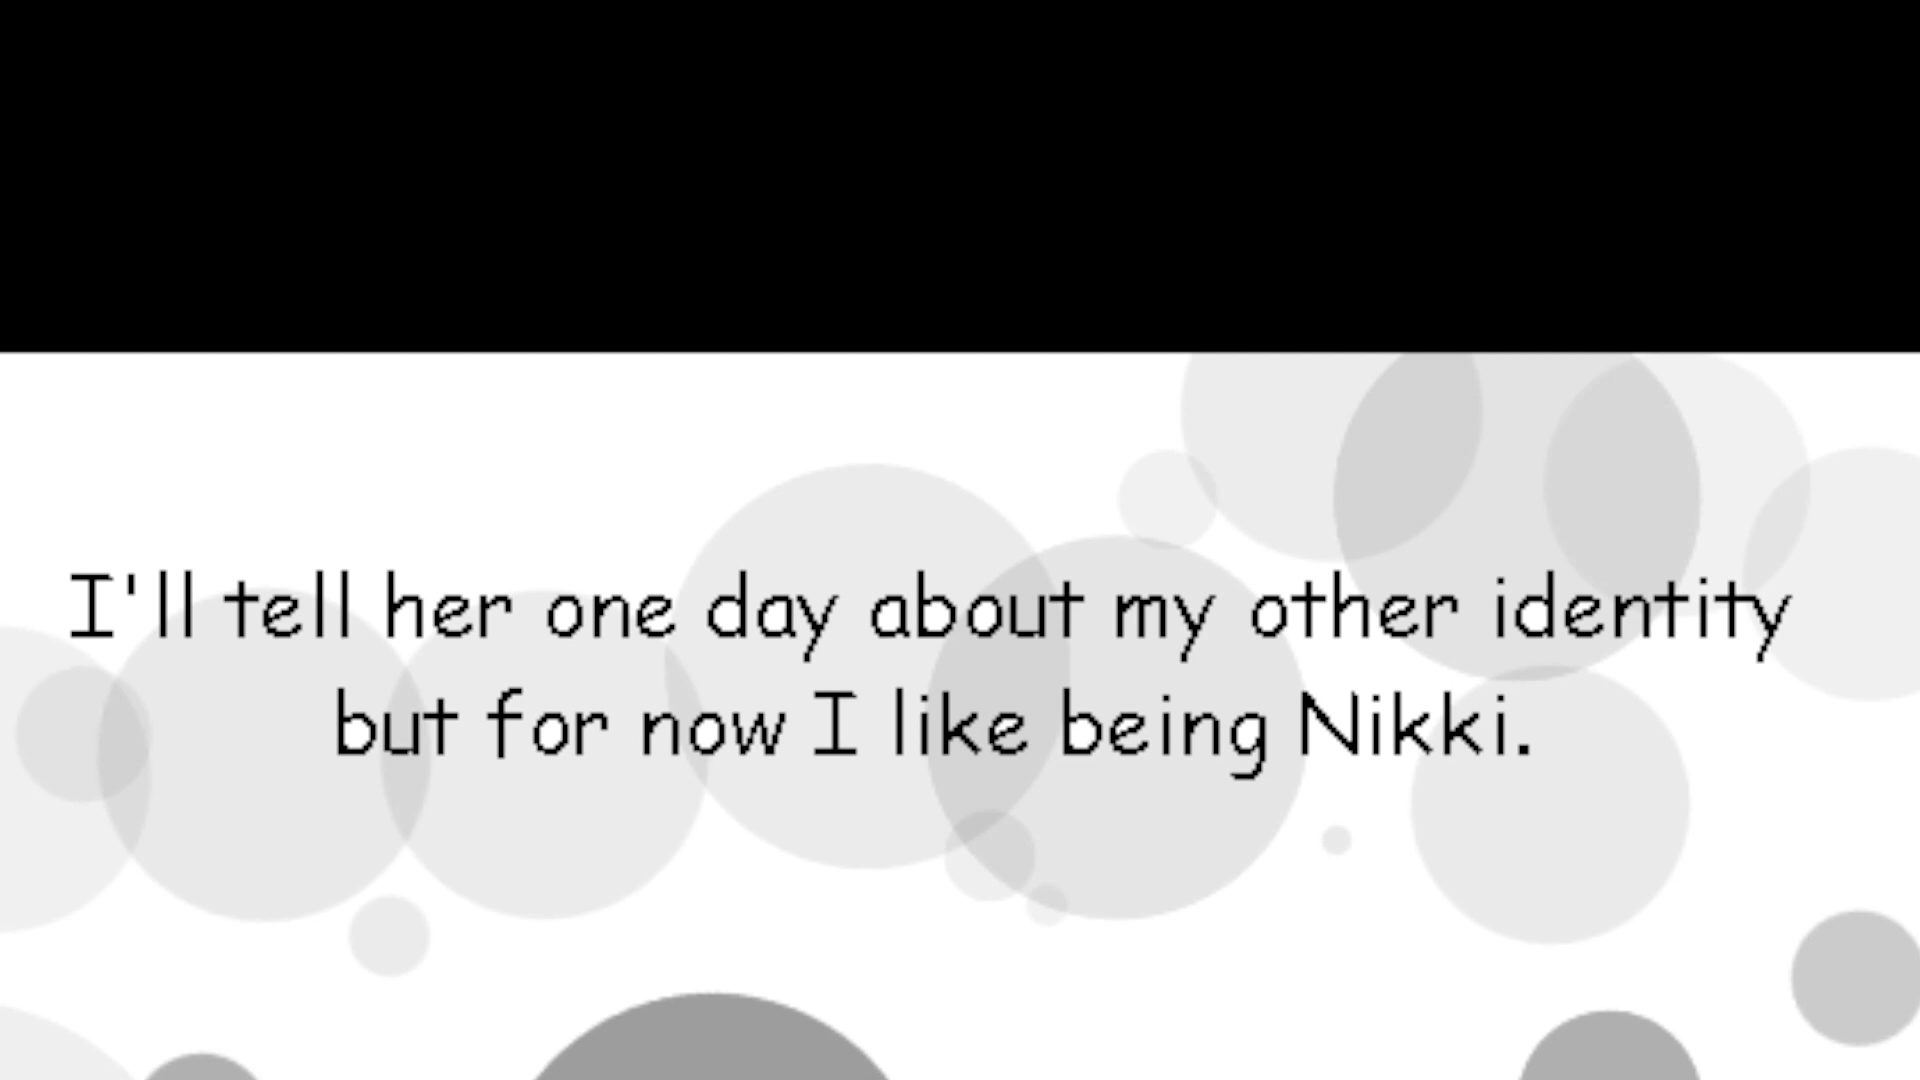 I'll tell her one day about my other identity
but for now I like being Nikki.